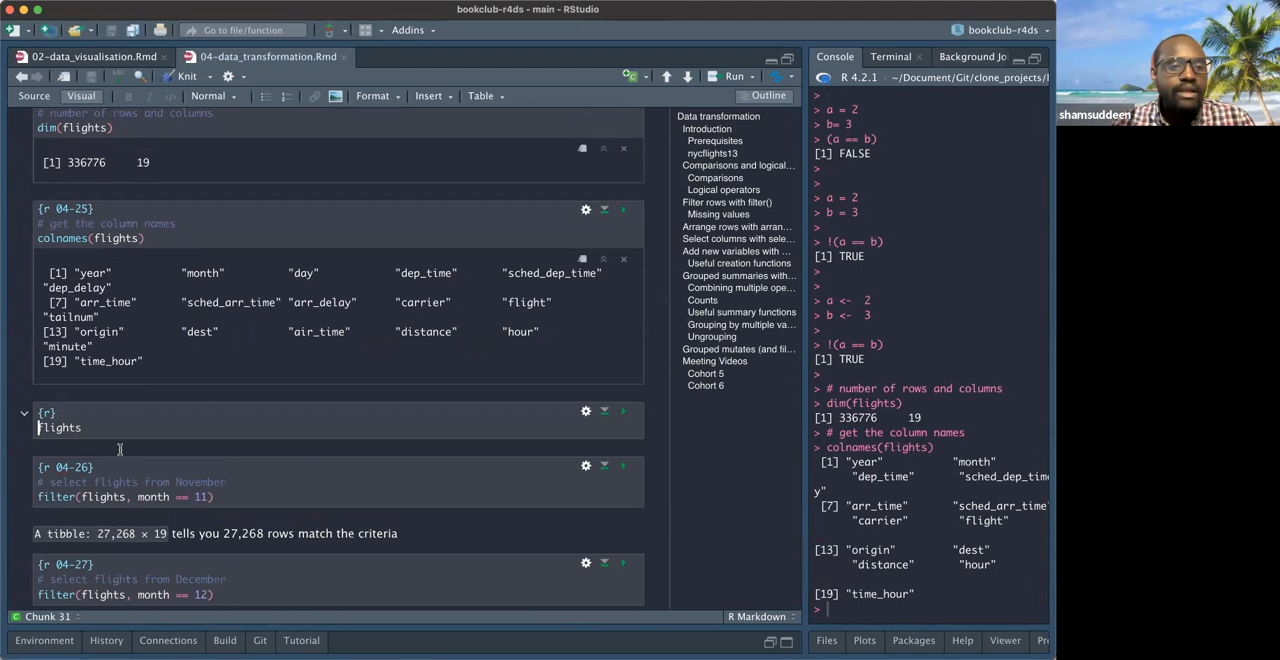 bookclub-r4ds - main - RStudio
Go to file/function
Addins
bookclub-r4ds
02-data_visualisation.Rmd
04-data_transformation.Rmd
Knit
Run
Source
Visual
Normal
Format
Insert
Table
Outline
# number of rows and columns
dim(flights)
[1] 336776     19
{r 04-25}
# get the column names
colnames(flights)
[1] "year" "month" "day" "dep_time" "sched_dep_time"
"dep_delay"
[7] "arr_time" "sched_arr_time" "arr_delay" "carrier" "flight"
"tailnum"
[13] "origin" "dest" "air_time" "distance" "hour"
"minute"
[19] "time_hour"
{r}
flights
{r 04-26}
# select flights from November
filter(flights, month == 11)
A tibble: 27,268 × 19 tells you 27,268 rows match the criteria
{r 04-27}
# select flights from December
filter(flights, month == 12)
Chunk 31
R Markdown
Environment
History
Connections
Build
Git
Tutorial
Data transformation
Introduction
Prerequisites
nycflights13
Comparisons and logical...
Comparisons
Logical operators
Filter rows with filter()
Missing values
Arrange rows with arran...
Select columns with sele...
Add new variables with ...
Useful creation functions
Grouped summaries with...
Combining multiple ope...
Counts
Useful summary functions
Grouping by multiple va...
Ungrouping
Grouped mutates (and fil...
Meeting Videos
Cohort 5
Cohort 6
Console
Terminal
Background Jo
R 4.2.1 · ~/Document/Git/clone_projects/
>
> a = 2
> b= 3
> (a == b)
[1] FALSE
>
>
> a = 2
> b = 3
>
> !(a == b)
[1] TRUE
>
>
> a <-  2
> b <-  3
>
> !(a == b)
[1] TRUE
>
> # number of rows and columns
> dim(flights)
[1] 336776     19
> # get the column names
> colnames(flights)
[1] "year" "month"
"dep_time" "sched_dep_time
y"
[7] "arr_time" "sched_arr_time"
"carrier" "flight"
[13] "origin" "dest"
"distance" "hour"
[19] "time_hour"
>
Files
Plots
Packages
Help
Viewer
Pr
shamsuddeen